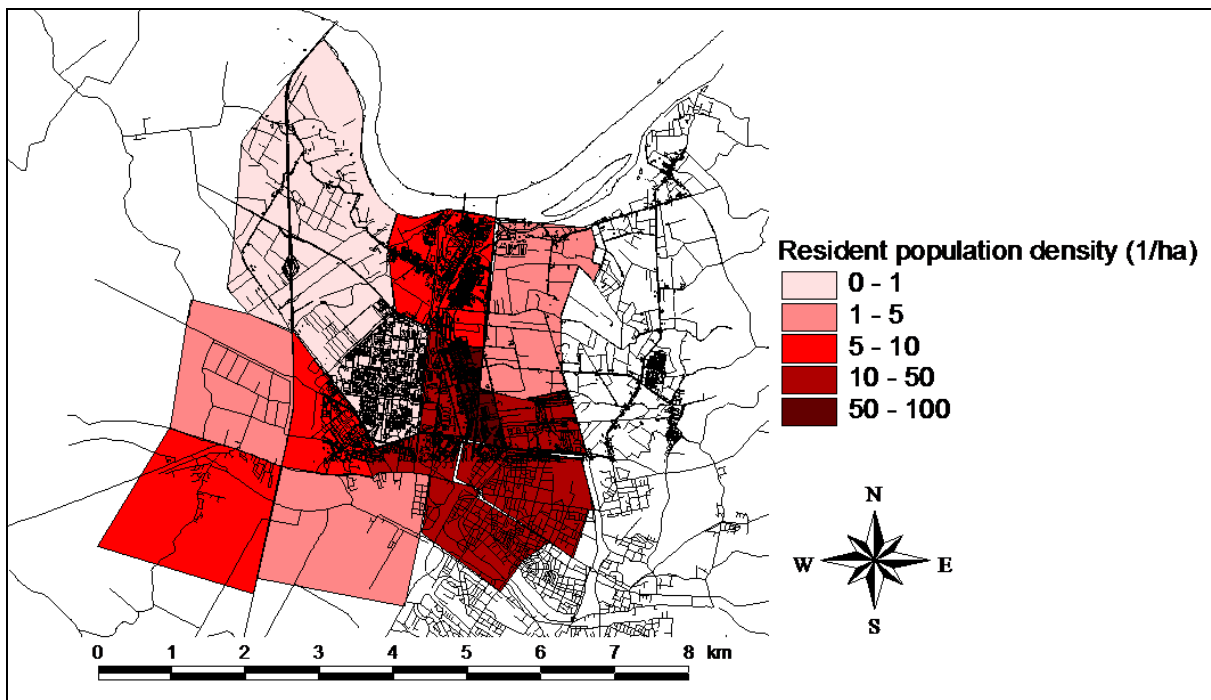 Resident population density (1/ha)
0 - 1
1 - 5
5 - 10
10 - 50
50 - 100
N
W E
S
0 1 2 3 4 5 6 7 8 km